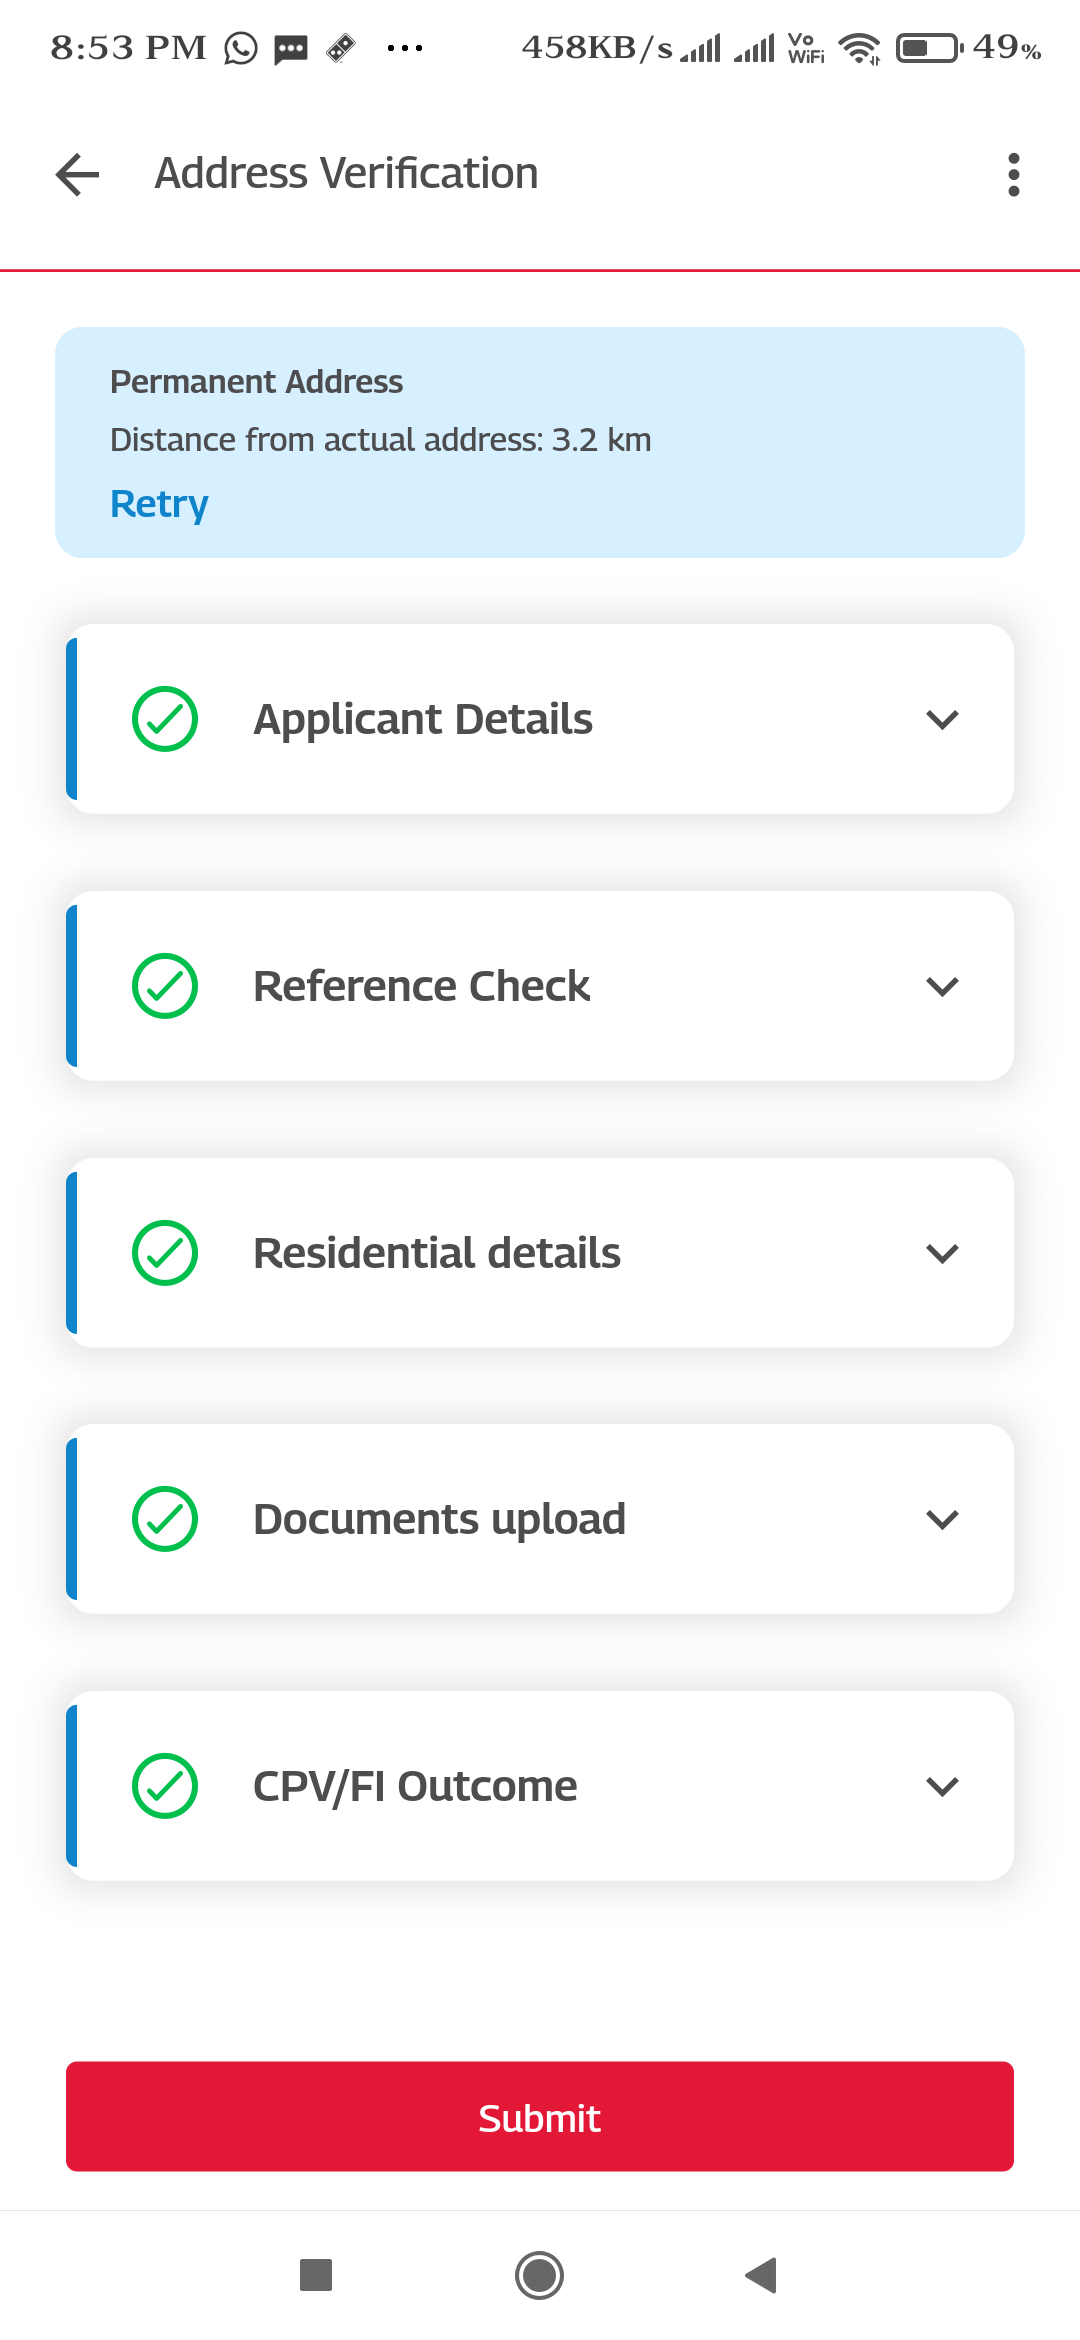 8:53 PM ... 458KB/s Vo WiFi 49%
Address Verification
Permanent Address
Distance from actual address: 3.2 km
Retry
Applicant Details
Reference Check
Residential details
Documents upload
CPV/FI Outcome
Submit